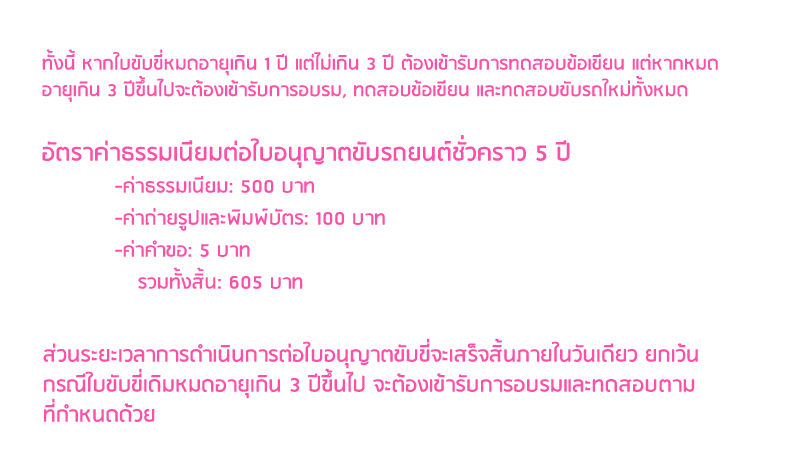 ทั้งนี้ หากใบขับขี่หมดอายุเกิน 1 ปี แต่ไม่เกิน 3 ปี ต้องเข้ารับการทดสอบข้อเขียน แต่หากหมด
อายุเกิน 3 ปีขึ้นไปจะต้องเข้ารับการอบรม, ทดสอบข้อเขียน และทดสอบขับรถใหม่ทั้งหมด
อัตราค่าธรรมเนียมต่อใบอนุญาตขับรถยนต์ชั่วคราว 5 ปี
-ค่าธรรมเนียม: 500 บาท
-ค่าถ่ายรูปและพิมพ์บัตร: 100 บาท
-ค่าคำขอ: 5 บาท
รวมทั้งสิ้น: 605 บาท
ส่วนระยะเวลาการดำเนินการต่อใบอนุญาตขับขี่จะเสร็จสิ้นภายในวันเดียว ยกเว้น
กรณีใบขับขี่เดิมหมดอายุเกิน 3 ปีขึ้นไป จะต้องเข้ารับการอบรมและทดสอบตาม
ที่กำหนดด้วย